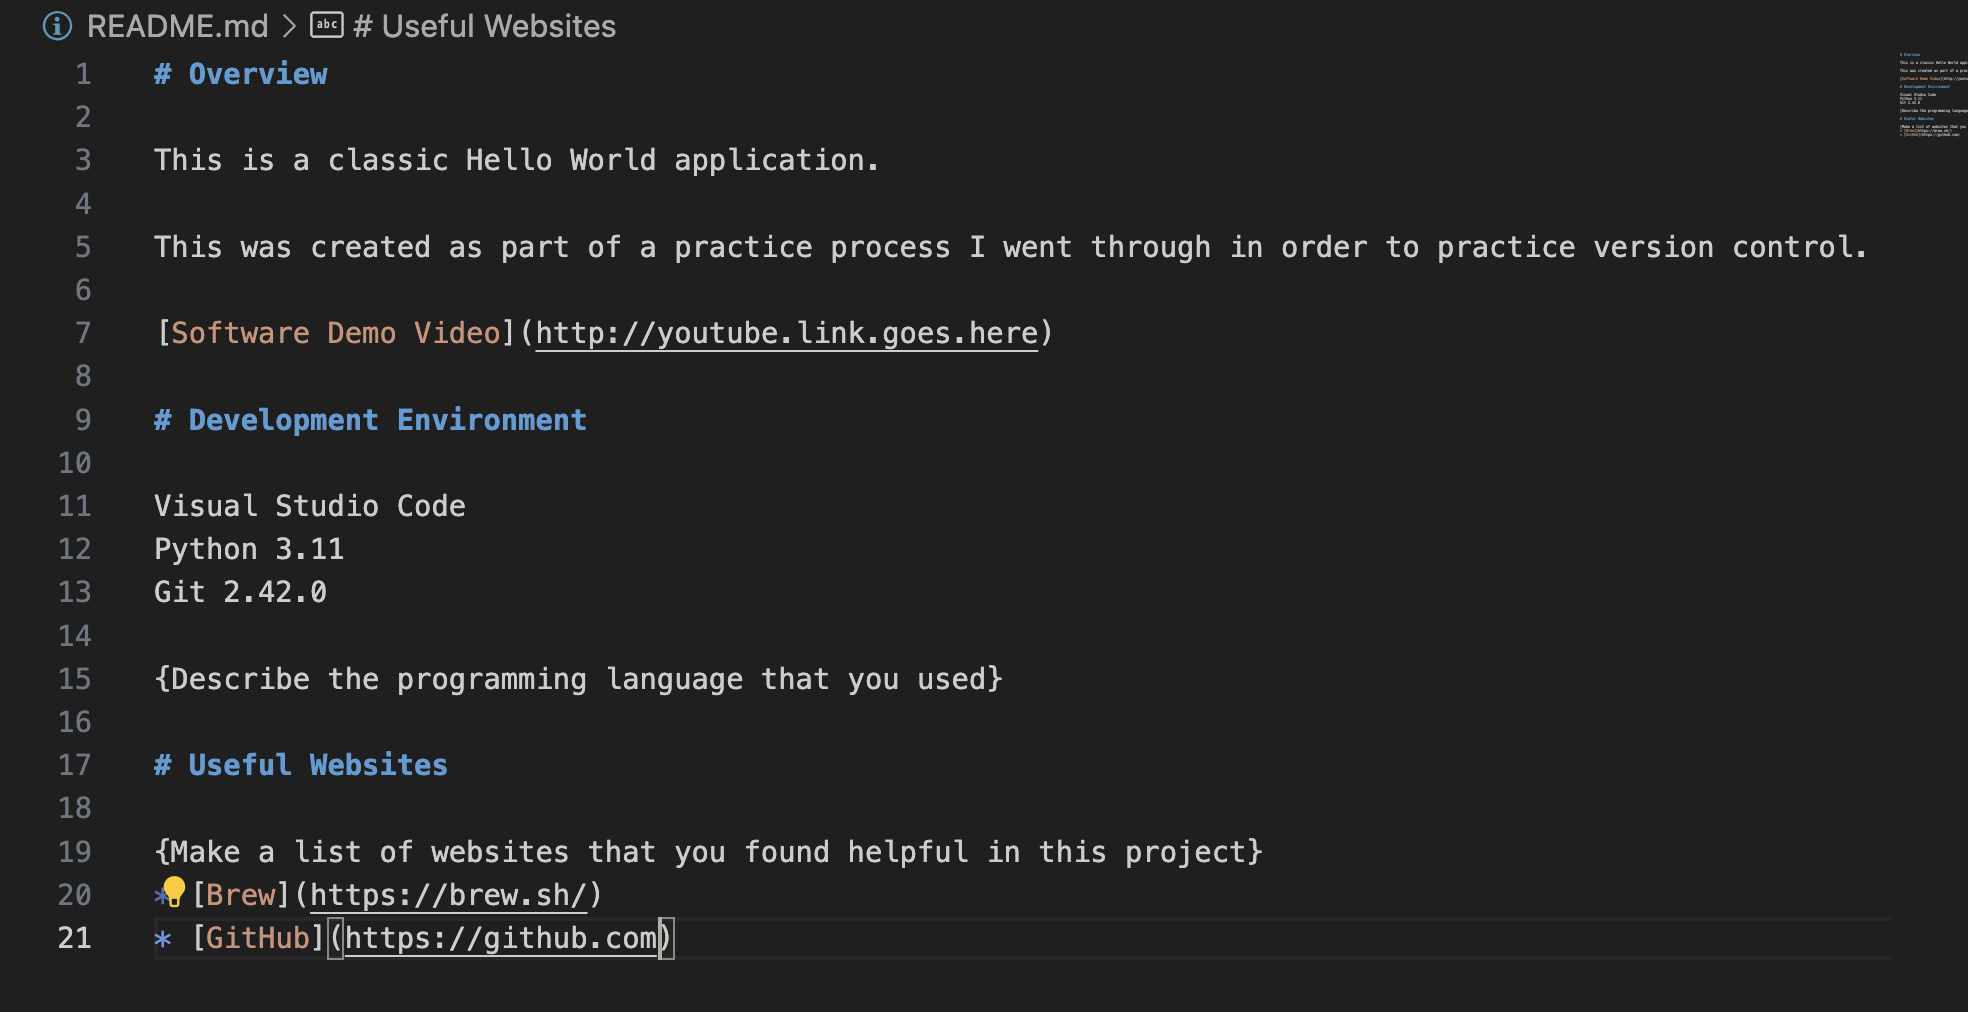 README.md > abc # Useful Websites
1 # Overview
2
3 This is a classic Hello World application.
4
5 This was created as part of a practice process I went through in order to practice version control.
6
7 [Software Demo Video](http://youtube.link.goes.here)
8
9 # Development Environment
10
11 Visual Studio Code
12 Python 3.11
13 Git 2.42.0
14
15 {Describe the programming language that you used}
16
17 # Useful Websites
18
19 {Make a list of websites that you found helpful in this project}
20 * [Brew](https://brew.sh/)
21 * [GitHub](https://github.com)